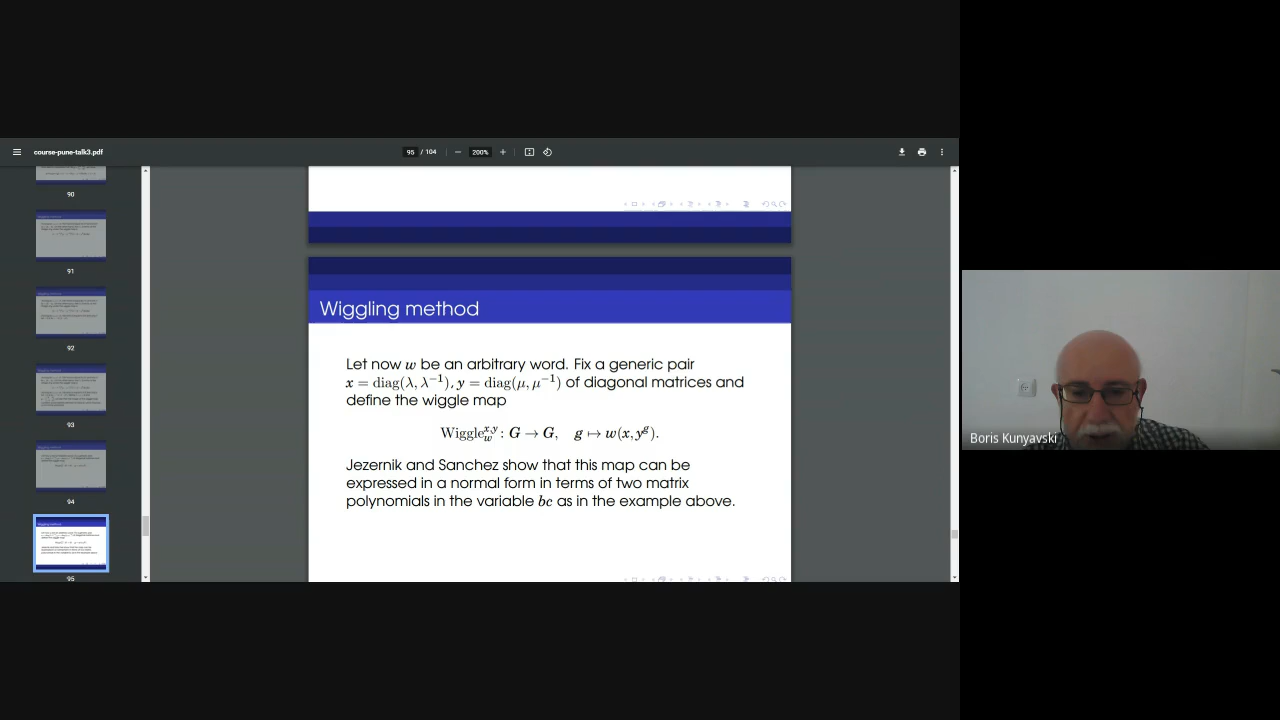 course-pune-talk3.pdf
95 / 104
200%
90
91
92
93
94
95
Wiggling method
Let now w be an arbitrary word. Fix a generic pair
x = diag(λ, λ⁻¹), y = diag(μ, μ⁻¹) of diagonal matrices and
define the wiggle map
Wiggle_w^{x,y} : G → G, g ↦ w(x, y^g).
Jezernik and Sanchez show that this map can be
expressed in a normal form in terms of two matrix
polynomials in the variable bc as in the example above.
Boris Kunyavski